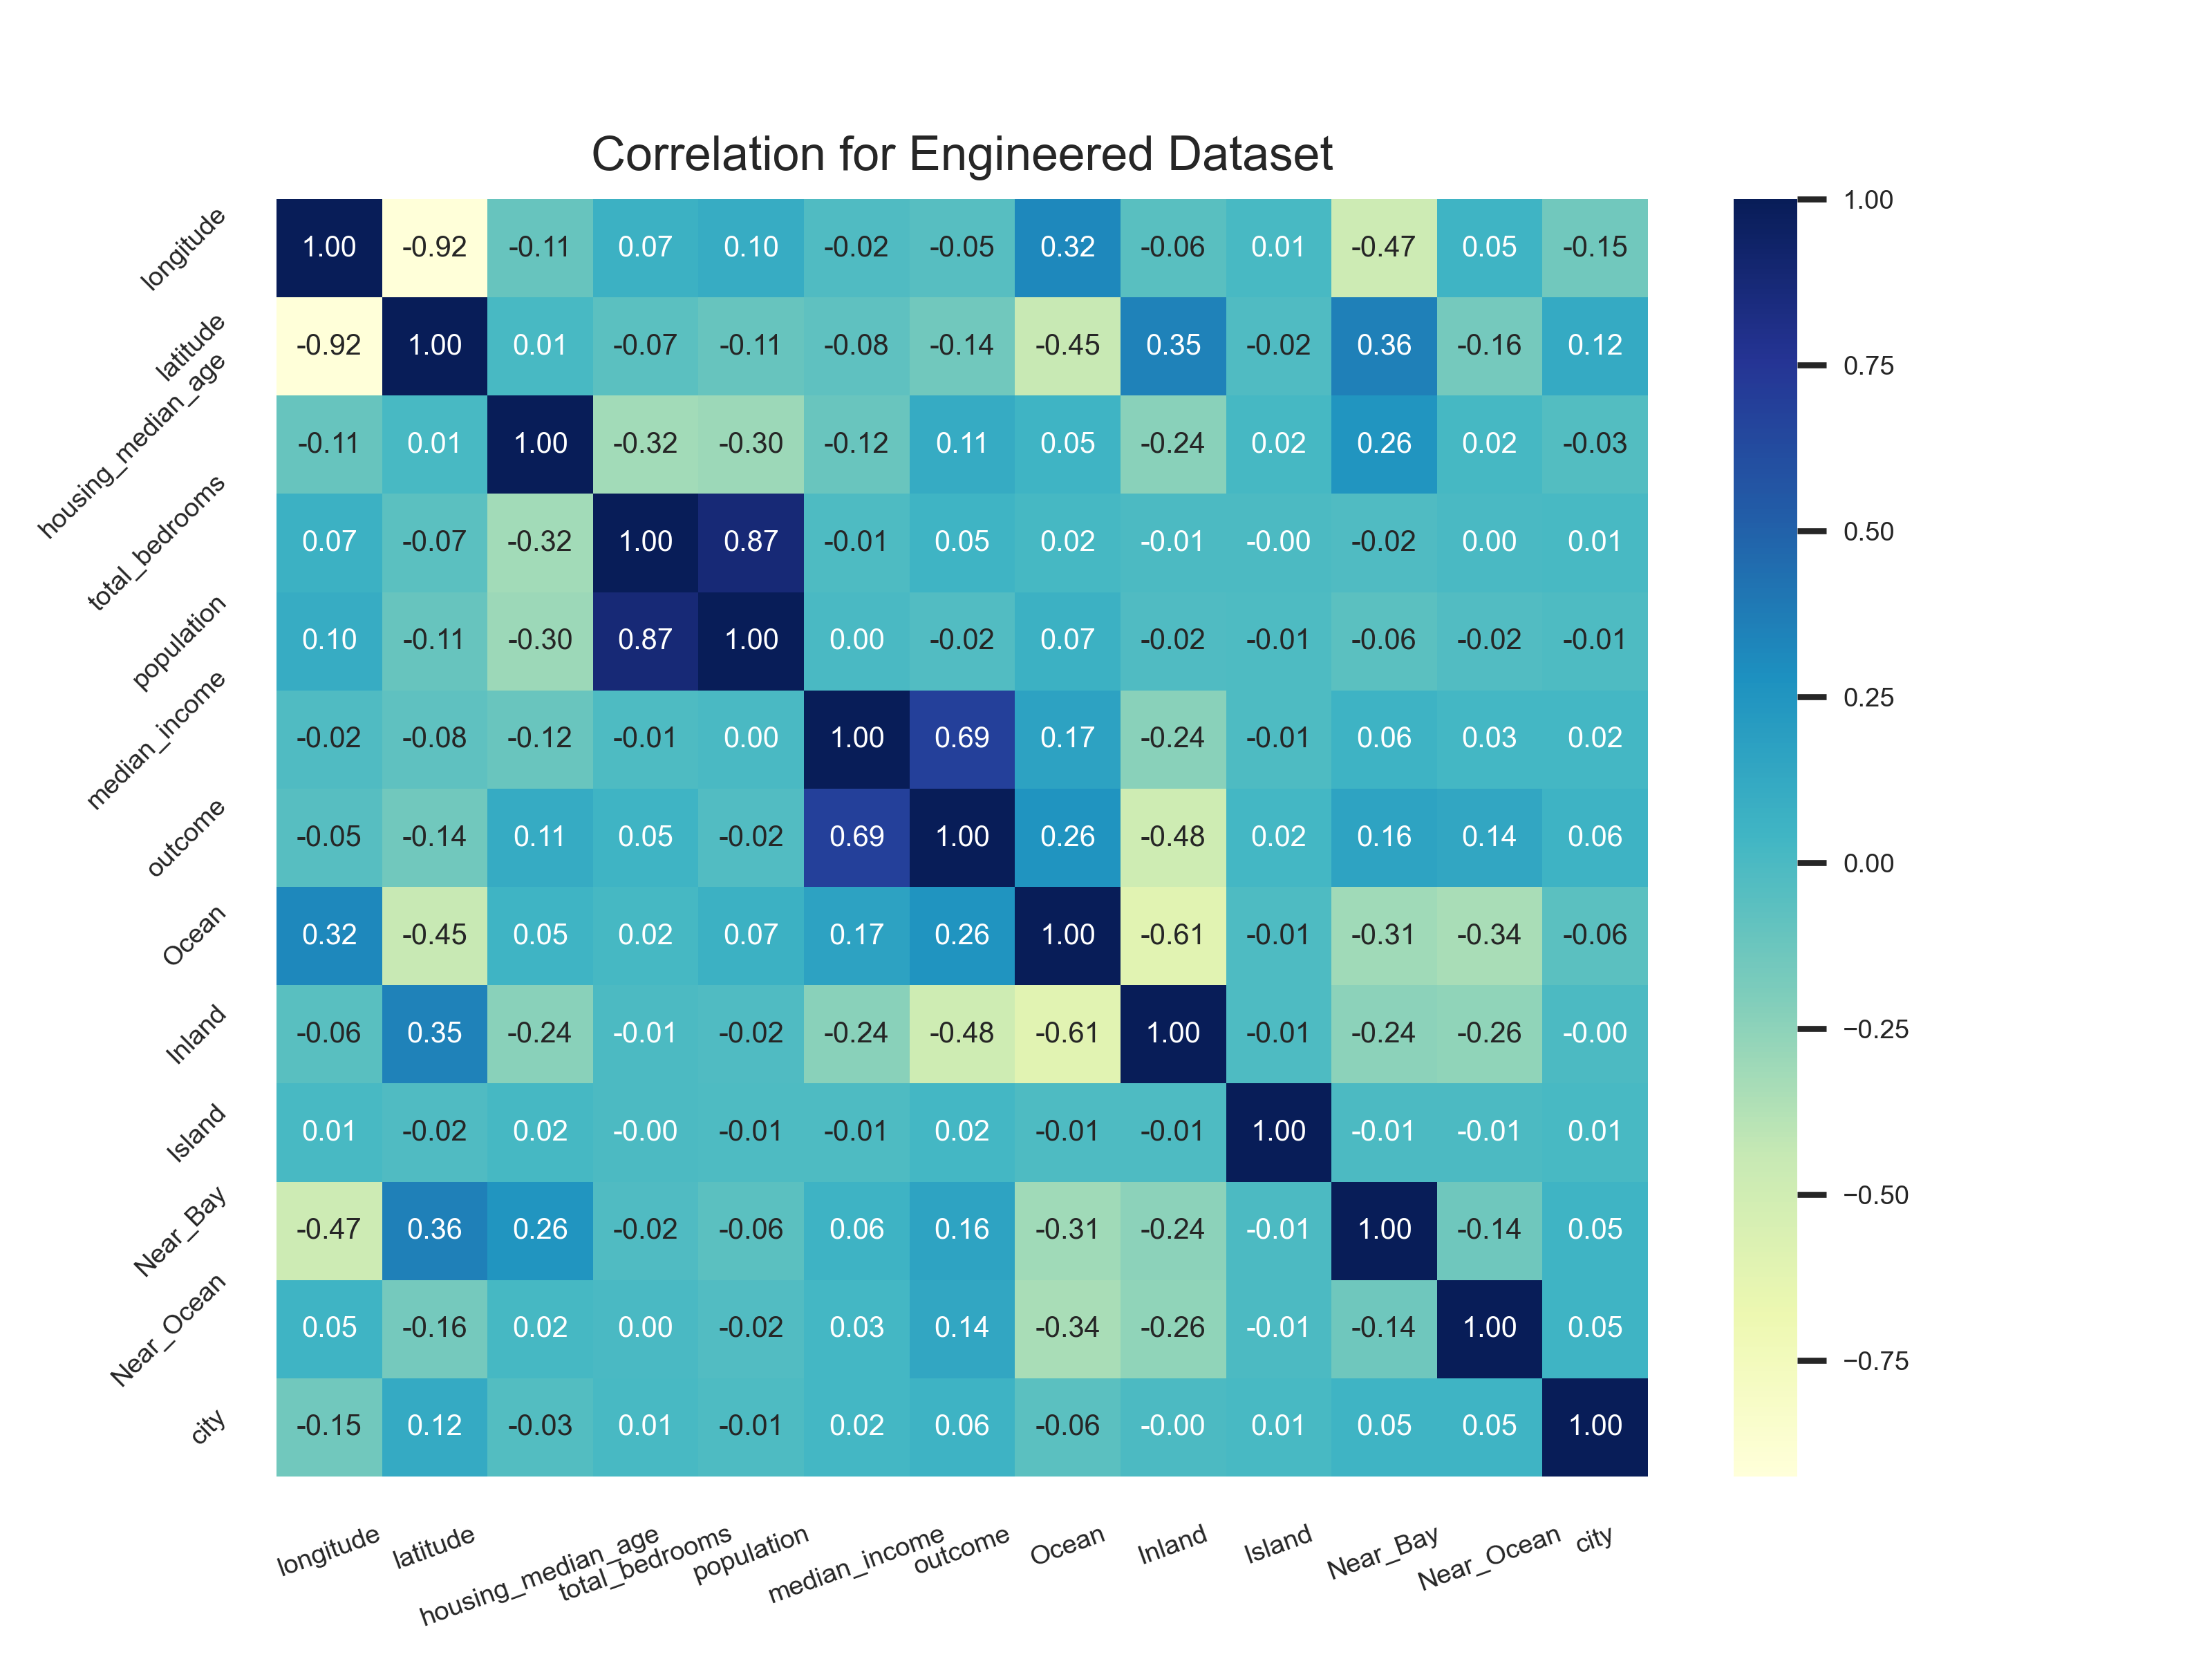 Correlation for Engineered Dataset
longitude 1.00 -0.92 -0.11 0.07 0.10 -0.02 -0.05 0.32 -0.06 0.01 -0.47 0.05 -0.15
latitude -0.92 1.00 0.01 -0.07 -0.11 -0.08 -0.14 -0.45 0.35 -0.02 0.36 -0.16 0.12
housing_median_age -0.11 0.01 1.00 -0.32 -0.30 -0.12 0.11 0.05 -0.24 0.02 0.26 0.02 -0.03
total_bedrooms 0.07 -0.07 -0.32 1.00 0.87 -0.01 0.05 0.02 -0.01 -0.00 -0.02 0.00 0.01
population 0.10 -0.11 -0.30 0.87 1.00 0.00 -0.02 0.07 -0.02 -0.01 -0.06 -0.02 -0.01
median_income -0.02 -0.08 -0.12 -0.01 0.00 1.00 0.69 0.17 -0.24 -0.01 0.06 0.03 0.02
outcome -0.05 -0.14 0.11 0.05 -0.02 0.69 1.00 0.26 -0.48 0.02 0.16 0.14 0.06
Ocean 0.32 -0.45 0.05 0.02 0.07 0.17 0.26 1.00 -0.61 -0.01 -0.31 -0.34 -0.06
Inland -0.06 0.35 -0.24 -0.01 -0.02 -0.24 -0.48 -0.61 1.00 -0.01 -0.24 -0.26 -0.00
Island 0.01 -0.02 0.02 -0.00 -0.01 -0.01 0.02 -0.01 -0.01 1.00 -0.01 -0.01 0.01
Near_Bay -0.47 0.36 0.26 -0.02 -0.06 0.06 0.16 -0.31 -0.24 -0.01 1.00 -0.14 0.05
Near_Ocean 0.05 -0.16 0.02 0.00 -0.02 0.03 0.14 -0.34 -0.26 -0.01 -0.14 1.00 0.05
city -0.15 0.12 -0.03 0.01 -0.01 0.02 0.06 -0.06 -0.00 0.01 0.05 0.05 1.00
longitude latitude housing_median_age total_bedrooms population median_income outcome Ocean Inland Island Near_Bay Near_Ocean city
1.00
0.75
0.50
0.25
0.00
−0.25
−0.50
−0.75